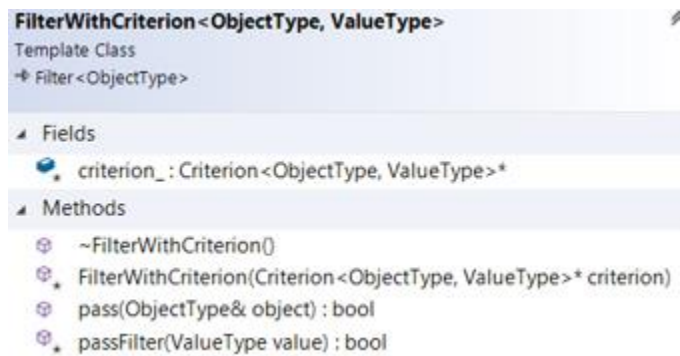 FilterWithCriterion<ObjectType, ValueType>
Template Class
Filter<ObjectType>
Fields
criterion_ : Criterion<ObjectType, ValueType>*
Methods
~FilterWithCriterion()
FilterWithCriterion(Criterion<ObjectType, ValueType>* criterion)
pass(ObjectType& object) : bool
passFilter(ValueType value) : bool